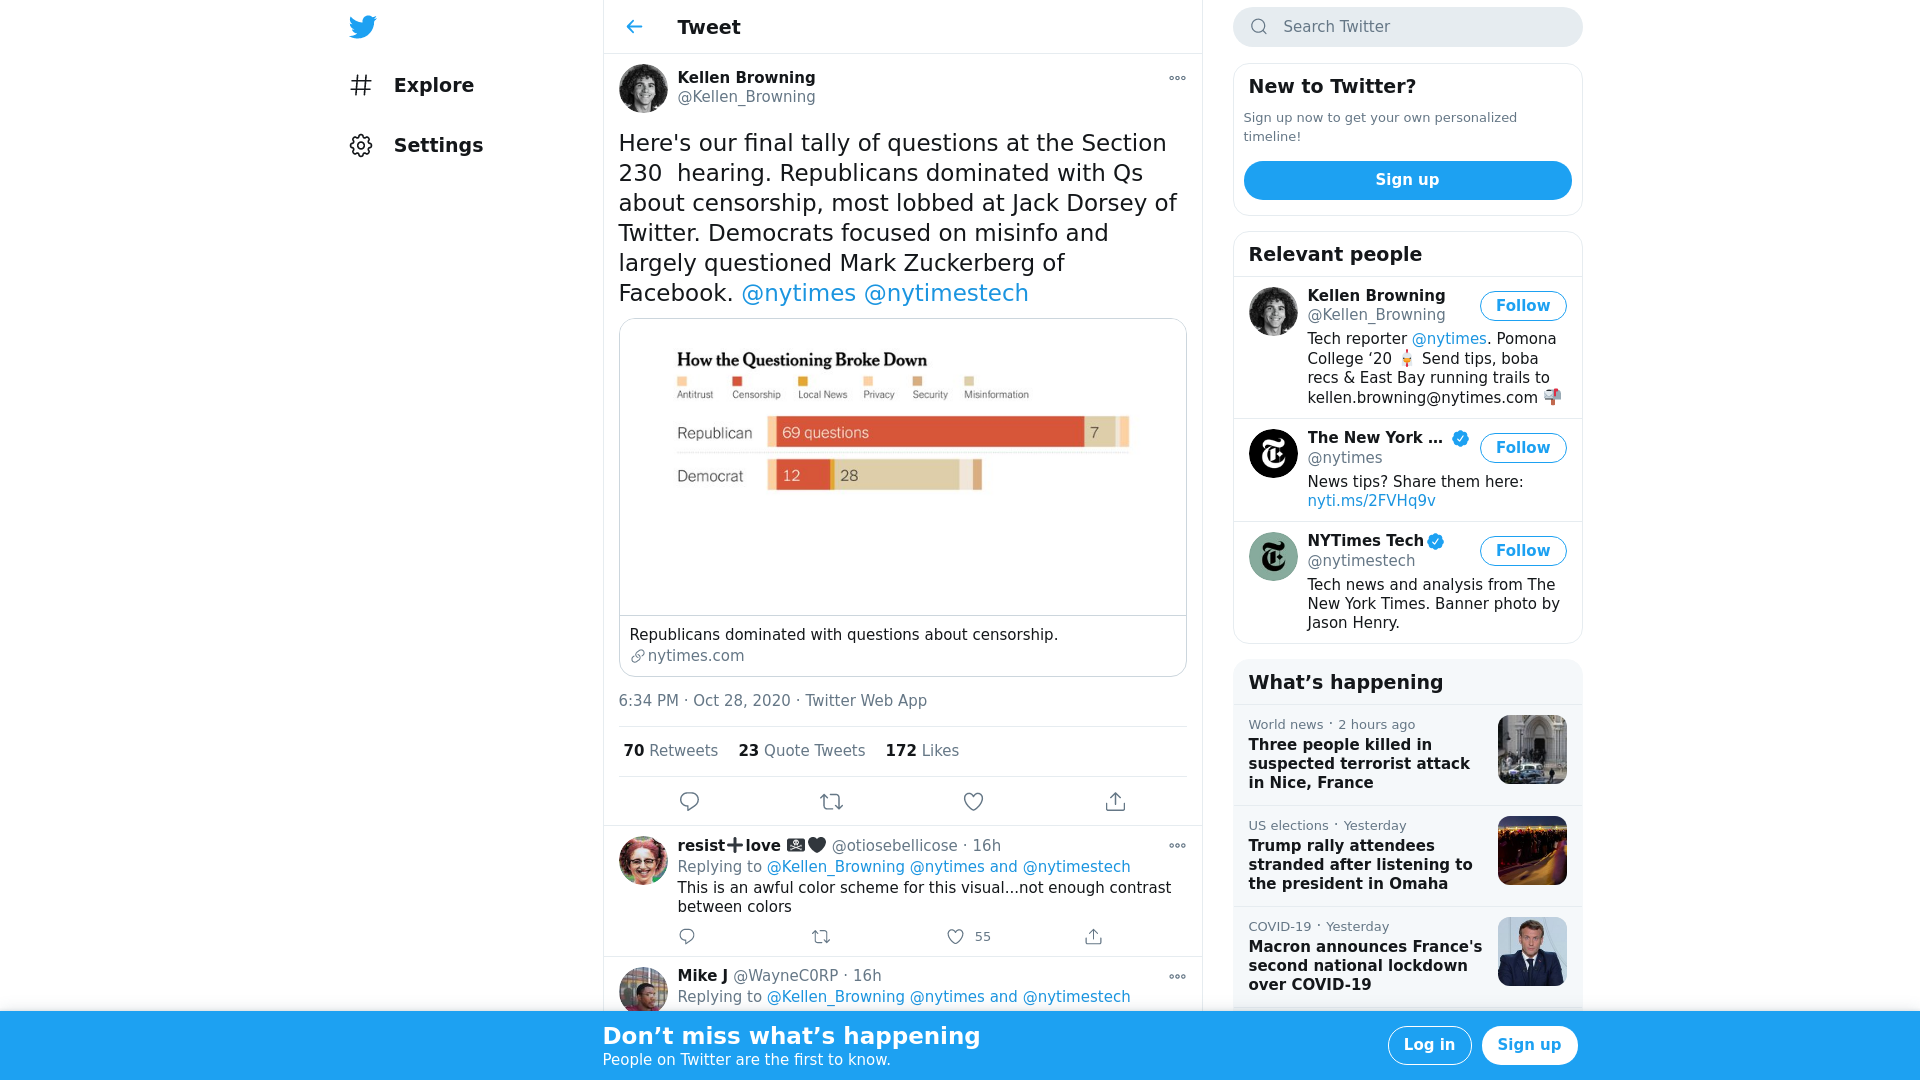 Explore
Settings
Tweet
Kellen Browning
@Kellen_Browning
Here's our final tally of questions at the Section
230 hearing. Republicans dominated with Qs
about censorship, most lobbed at Jack Dorsey of
Twitter. Democrats focused on misinfo and
largely questioned Mark Zuckerberg of
Facebook. @nytimes @nytimestech
How the Questioning Broke Down
Antitrust Censorship Local News Privacy Security Misinformation
Republican 69 questions 7
Democrat 12 28
Republicans dominated with questions about censorship.
nytimes.com
6:34 PM · Oct 28, 2020 · Twitter Web App
70 Retweets 23 Quote Tweets 172 Likes
resist➕love 🏴‍☠️🖤 @otiosebellicose · 16h
Replying to @Kellen_Browning @nytimes and @nytimestech
This is an awful color scheme for this visual...not enough contrast
between colors
55
Mike J @WayneC0RP · 16h
Replying to @Kellen_Browning @nytimes and @nytimestech
Search Twitter
New to Twitter?
Sign up now to get your own personalized
timeline!
Sign up
Relevant people
Kellen Browning
@Kellen_Browning
Follow
Tech reporter @nytimes. Pomona
College ‘20 Send tips, boba
recs & East Bay running trails to
kellen.browning@nytimes.com 📬
The New York ...
@nytimes
Follow
News tips? Share them here:
nyti.ms/2FVHq9v
NYTimes Tech
@nytimestech
Follow
Tech news and analysis from The
New York Times. Banner photo by
Jason Henry.
What’s happening
World news · 2 hours ago
Three people killed in
suspected terrorist attack
in Nice, France
US elections · Yesterday
Trump rally attendees
stranded after listening to
the president in Omaha
COVID-19 · Yesterday
Macron announces France's
second national lockdown
over COVID-19
Don’t miss what’s happening
People on Twitter are the first to know.
Log in
Sign up